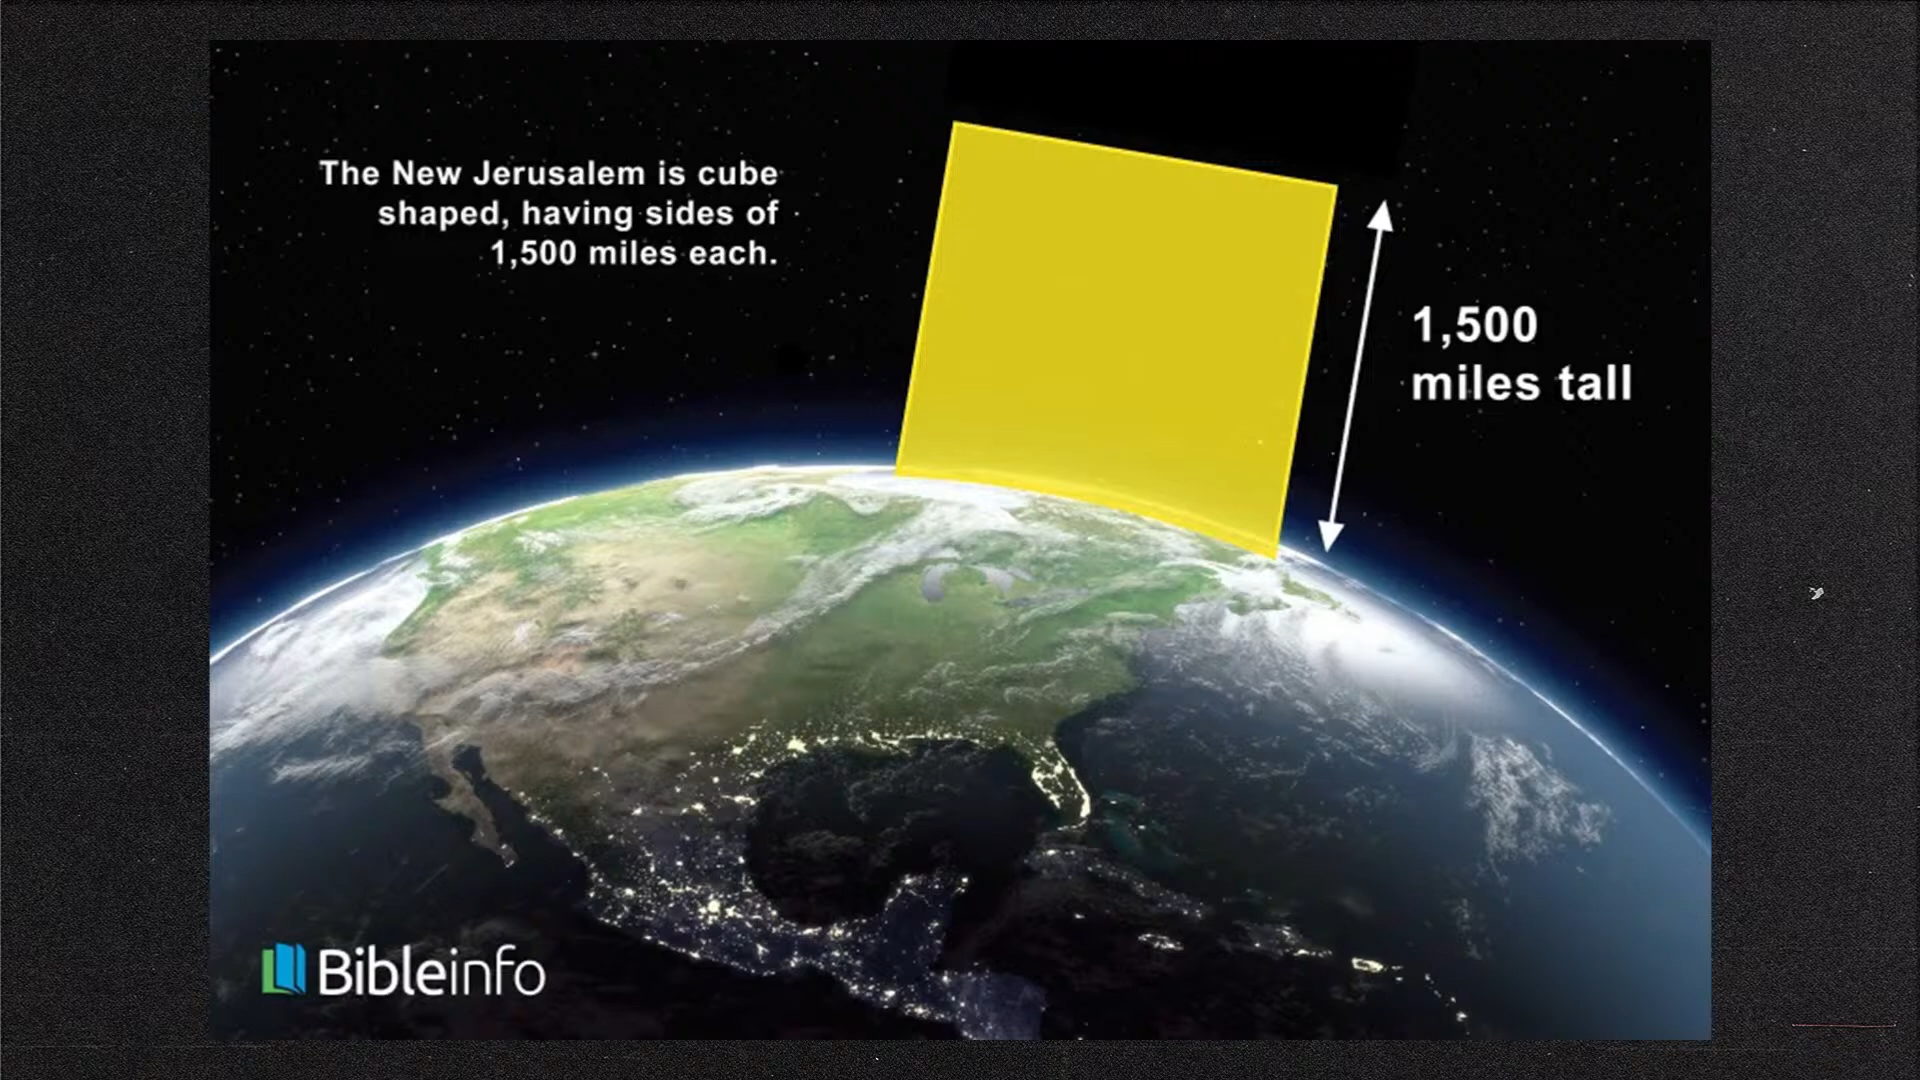 The New Jerusalem is cube
shaped, having sides of
1,500 miles each.
1,500
miles tall
Bibleinfo